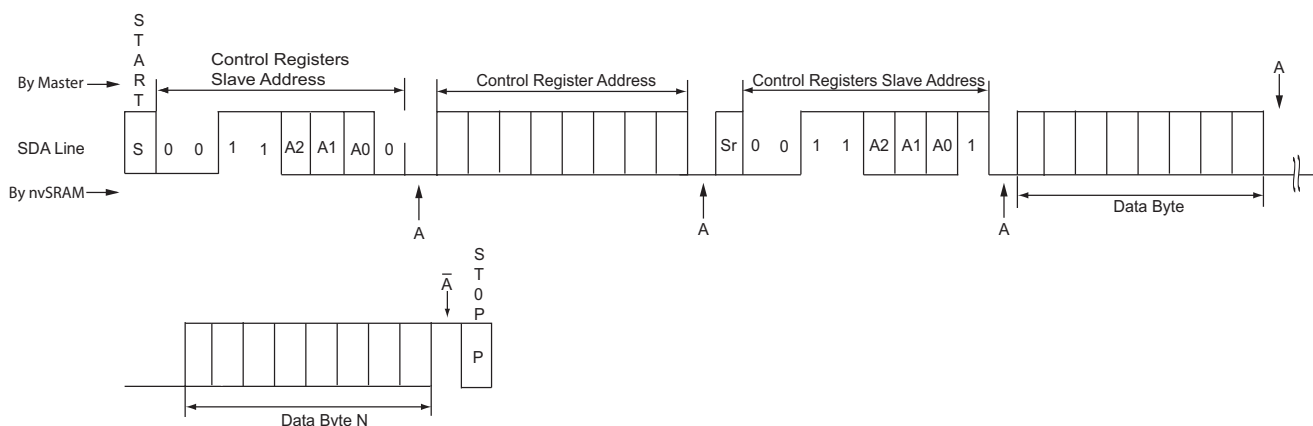 START
By Master
Control Registers
Slave Address
Control Register Address
Control Registers Slave Address
A
SDA Line
S 0 0 1 1 A2 A1 A0 0
Sr 0 0 1 1 A2 A1 A0 1
By nvSRAM
A
A
A
Data Byte
A̅
ST0P
P
Data Byte N